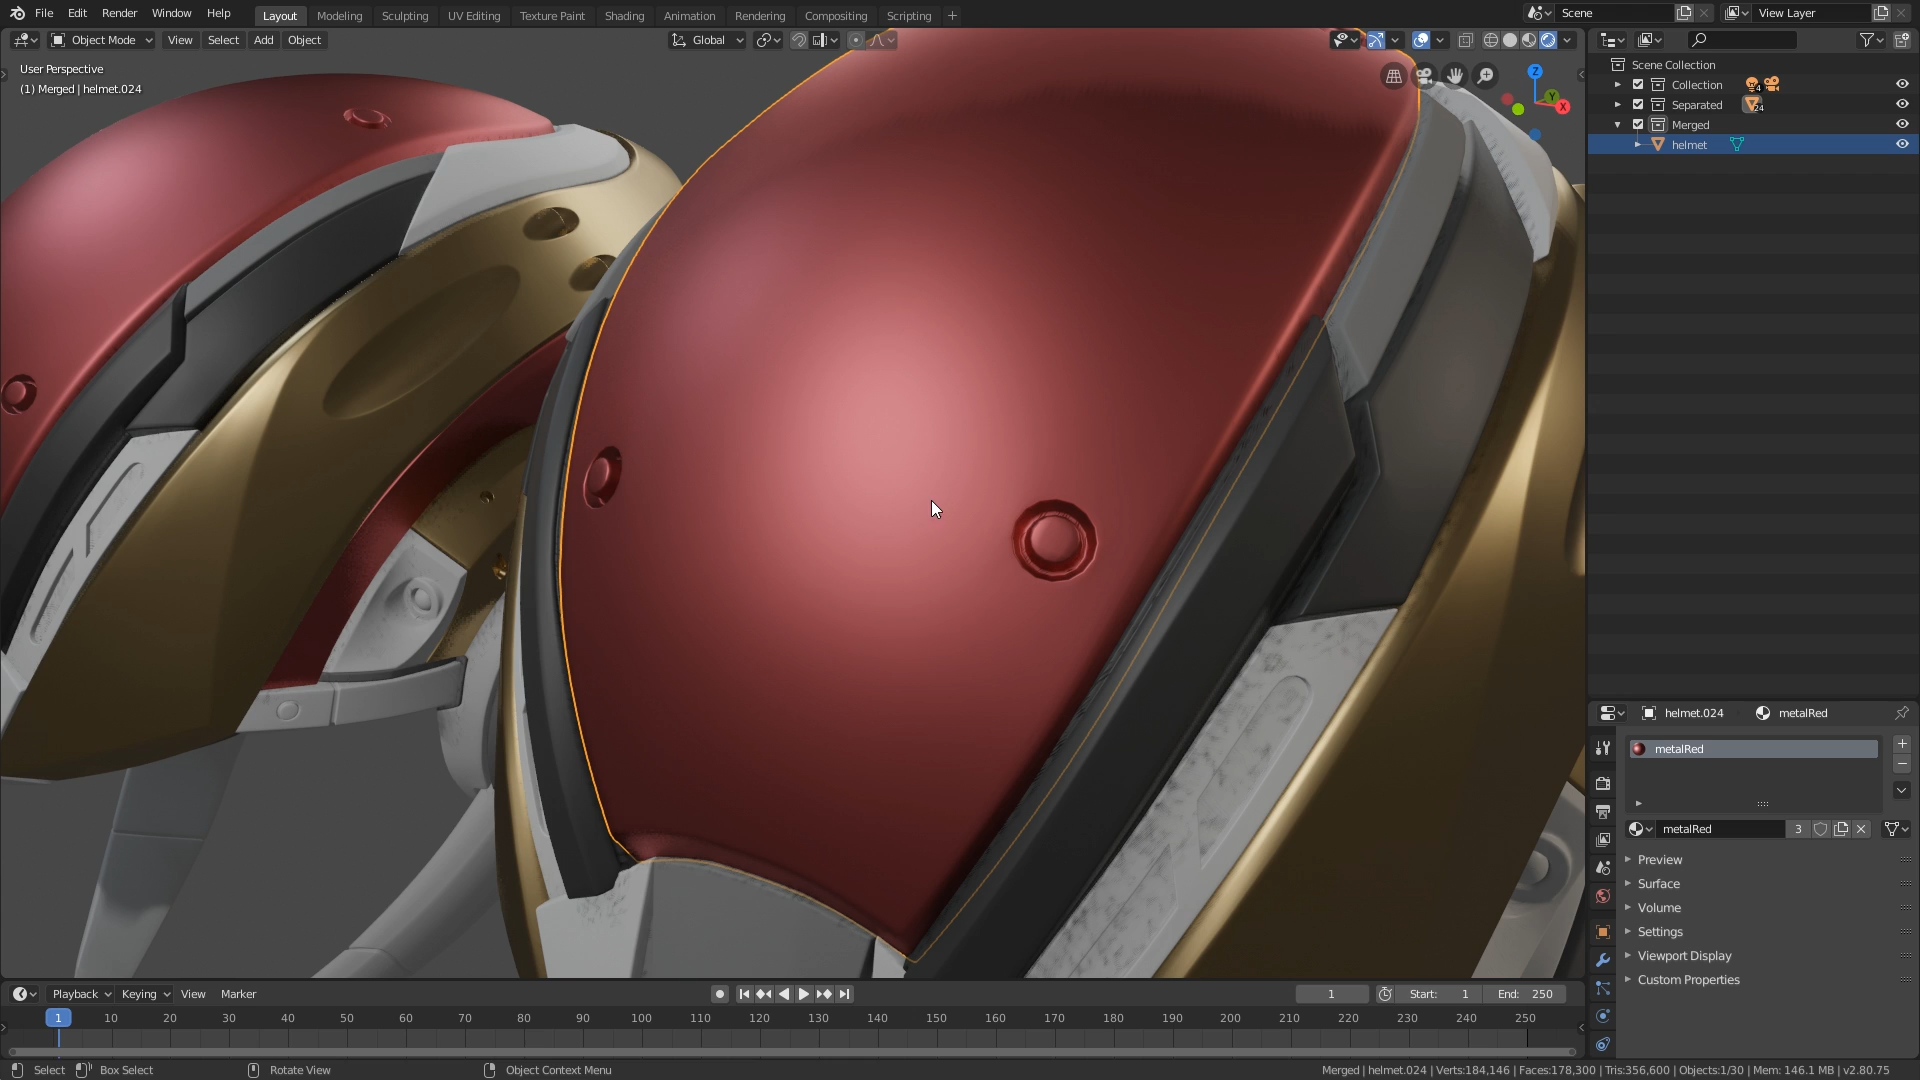 File Edit Render Window Help Layout Modeling Sculpting UV Editing Texture Paint Shading Animation Rendering Compositing Scripting Scene View Layer
Object Mode View Select Add Object Global
User Perspective
(1) Merged | helmet.024
Z
Y
X
Scene Collection
Collection 4
Separated 24
Merged
helmet
helmet.024 metalRed
metalRed
metalRed 3
Preview
Surface
Volume
Settings
Viewport Display
Custom Properties
Playback Keying View Marker 1 Start: 1 End: 250
1 10 20 30 40 50 60 70 80 90 100 110 120 130 140 150 160 170 180 190 200 210 220 230 240 250
Select Box Select Rotate View Object Context Menu Merged | helmet.024 | Verts:184,146 | Faces:178,300 | Tris:356,600 | Objects:1/30 | Mem: 146.1 MB | v2.80.75